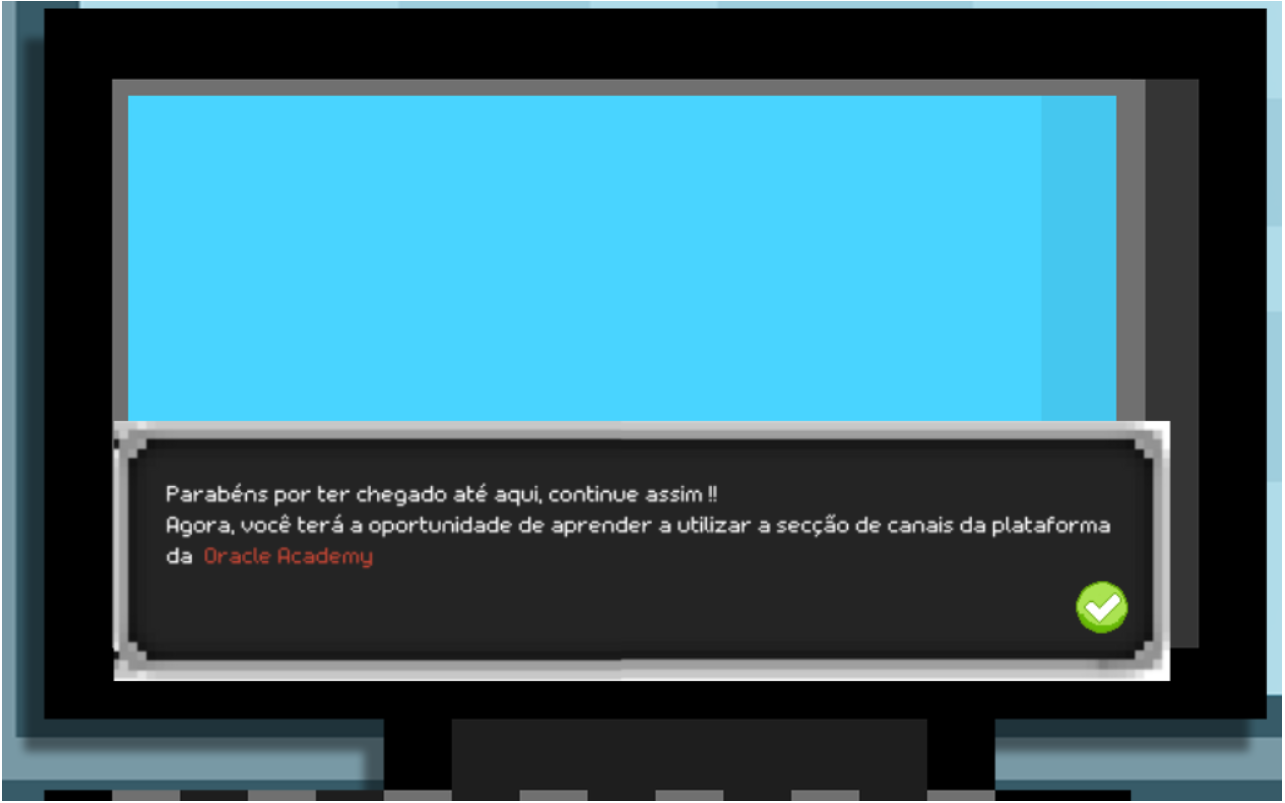 Parabéns por ter chegado até aqui, continue assim !!
Agora, você terá a oportunidade de aprender a utilizar a secção de canais da plataforma
da Oracle Academy